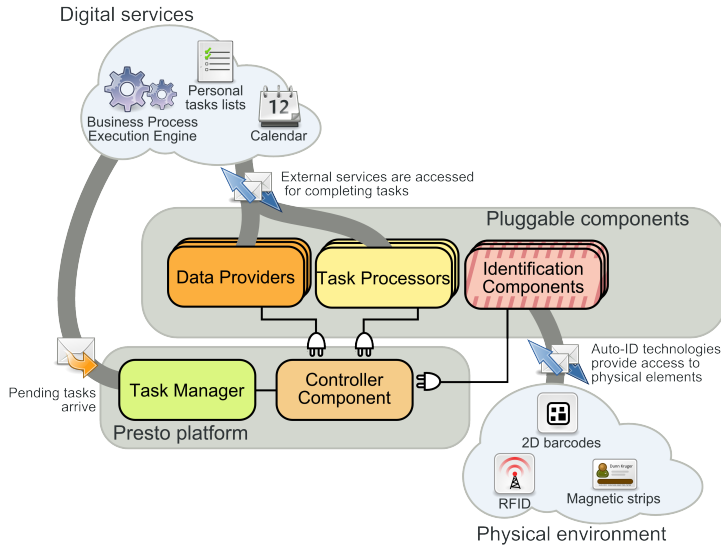 Digital services
Personal
tasks lists
12
Business Process
Execution Engine
Calendar
External services are accessed
for completing tasks
Pluggable components
Data Providers
Task Processors
Identification
Components
Auto-ID technologies
provide access to
physical elements
Pending tasks
arrive
Task Manager
Controller
Component
Presto platform
2D barcodes
RFID
Magnetic strips
Physical environment